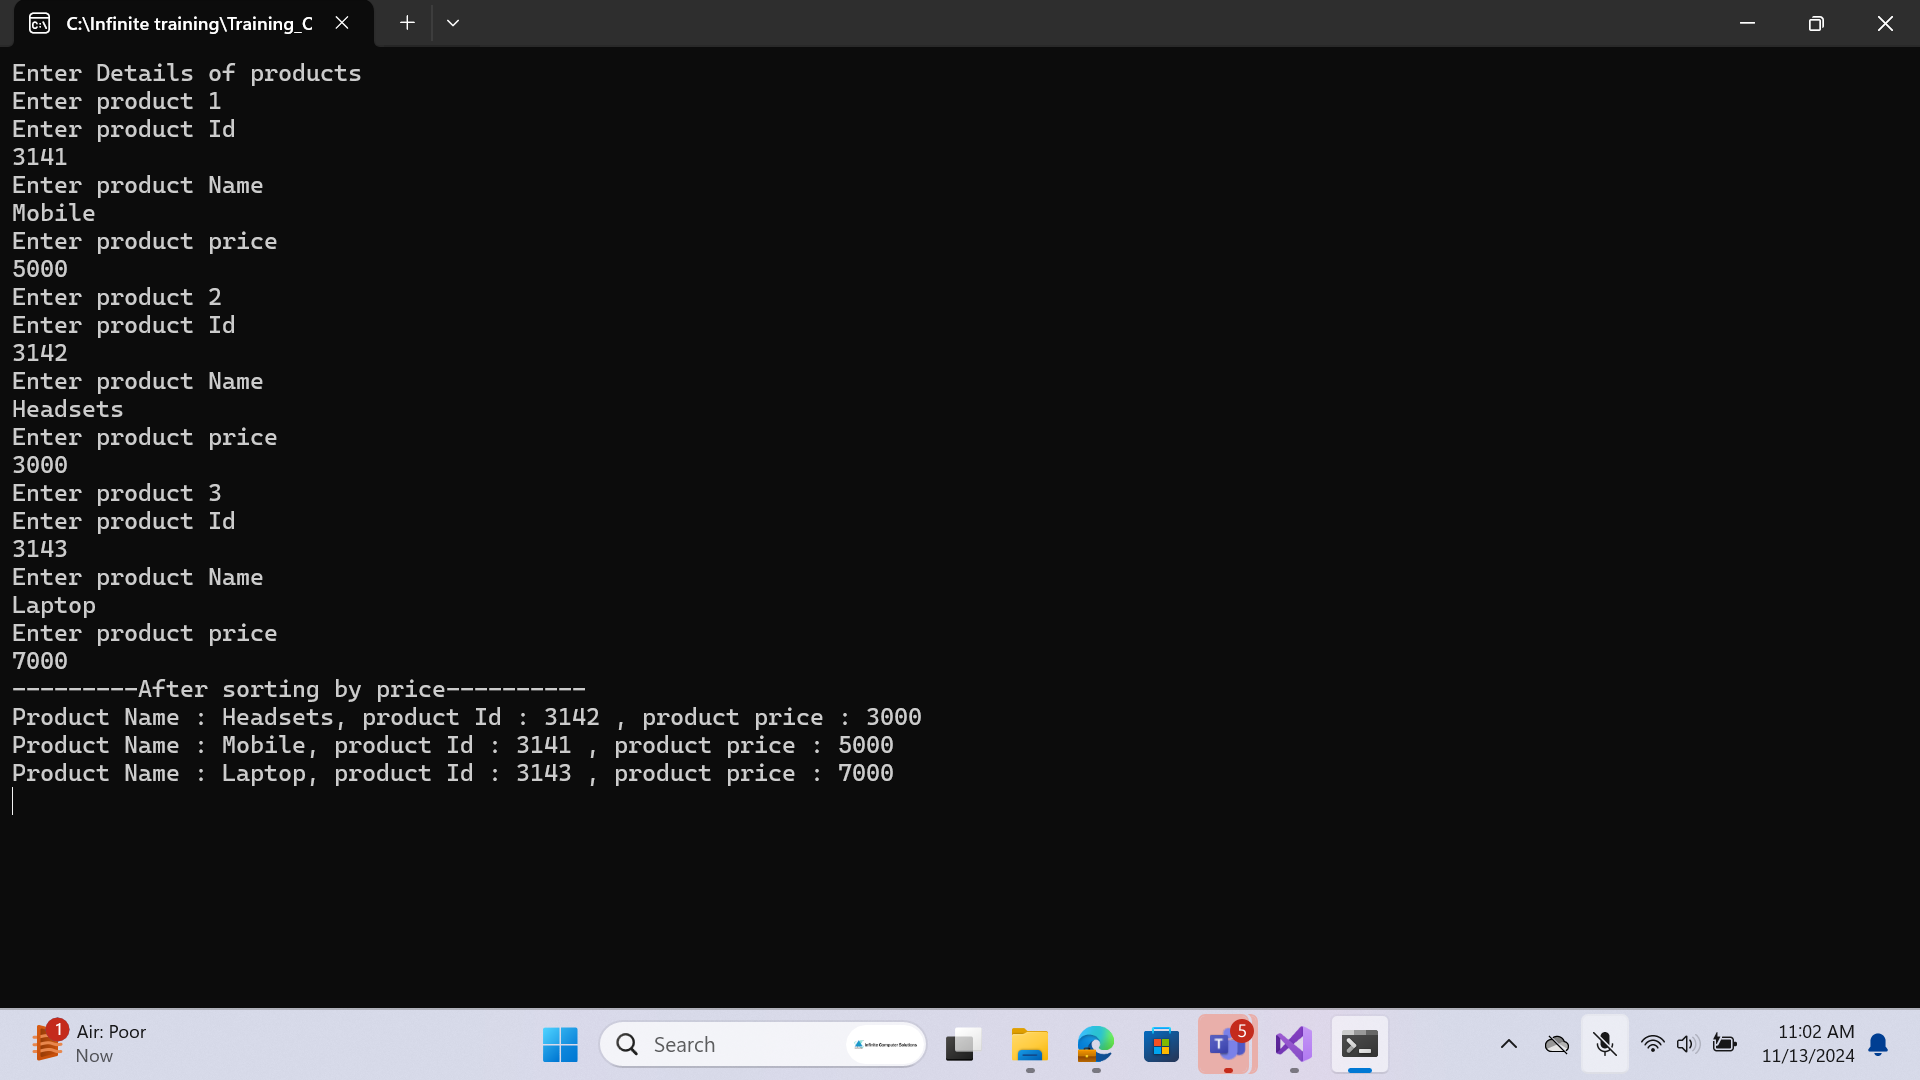 C:\Infinite training\Training_C
Enter Details of products
Enter product 1
Enter product Id
3141
Enter product Name
Mobile
Enter product price
5000
Enter product 2
Enter product Id
3142
Enter product Name
Headsets
Enter product price
3000
Enter product 3
Enter product Id
3143
Enter product Name
Laptop
Enter product price
7000
---------After sorting by price----------
Product Name : Headsets, product Id : 3142 , product price : 3000
Product Name : Mobile, product Id : 3141 , product price : 5000
Product Name : Laptop, product Id : 3143 , product price : 7000
1
Air: Poor
Now
Search
Infinite Computer Solutions
T
5
11:02 AM
11/13/2024